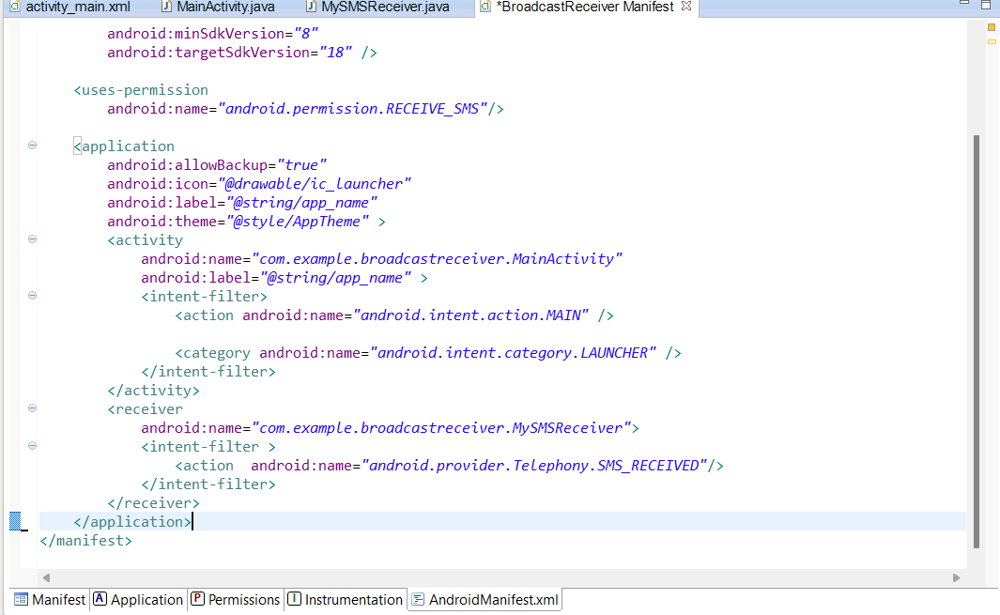 activity_main.xml MainActivity.java MySMSReceiver.java *BroadcastReceiver Manifest
android:minSdkVersion="8"
android:targetSdkVersion="18" />
<uses-permission
android:name="android.permission.RECEIVE_SMS"/>
<application
android:allowBackup="true"
android:icon="@drawable/ic_launcher"
android:label="@string/app_name"
android:theme="@style/AppTheme" >
<activity
android:name="com.example.broadcastreceiver.MainActivity"
android:label="@string/app_name" >
<intent-filter>
<action android:name="android.intent.action.MAIN" />
<category android:name="android.intent.category.LAUNCHER" />
</intent-filter>
</activity>
<receiver
android:name="com.example.broadcastreceiver.MySMSReceiver">
<intent-filter >
<action  android:name="android.provider.Telephony.SMS_RECEIVED"/>
</intent-filter>
</receiver>
</application>
</manifest>
Manifest A Application P Permissions I Instrumentation AndroidManifest.xml